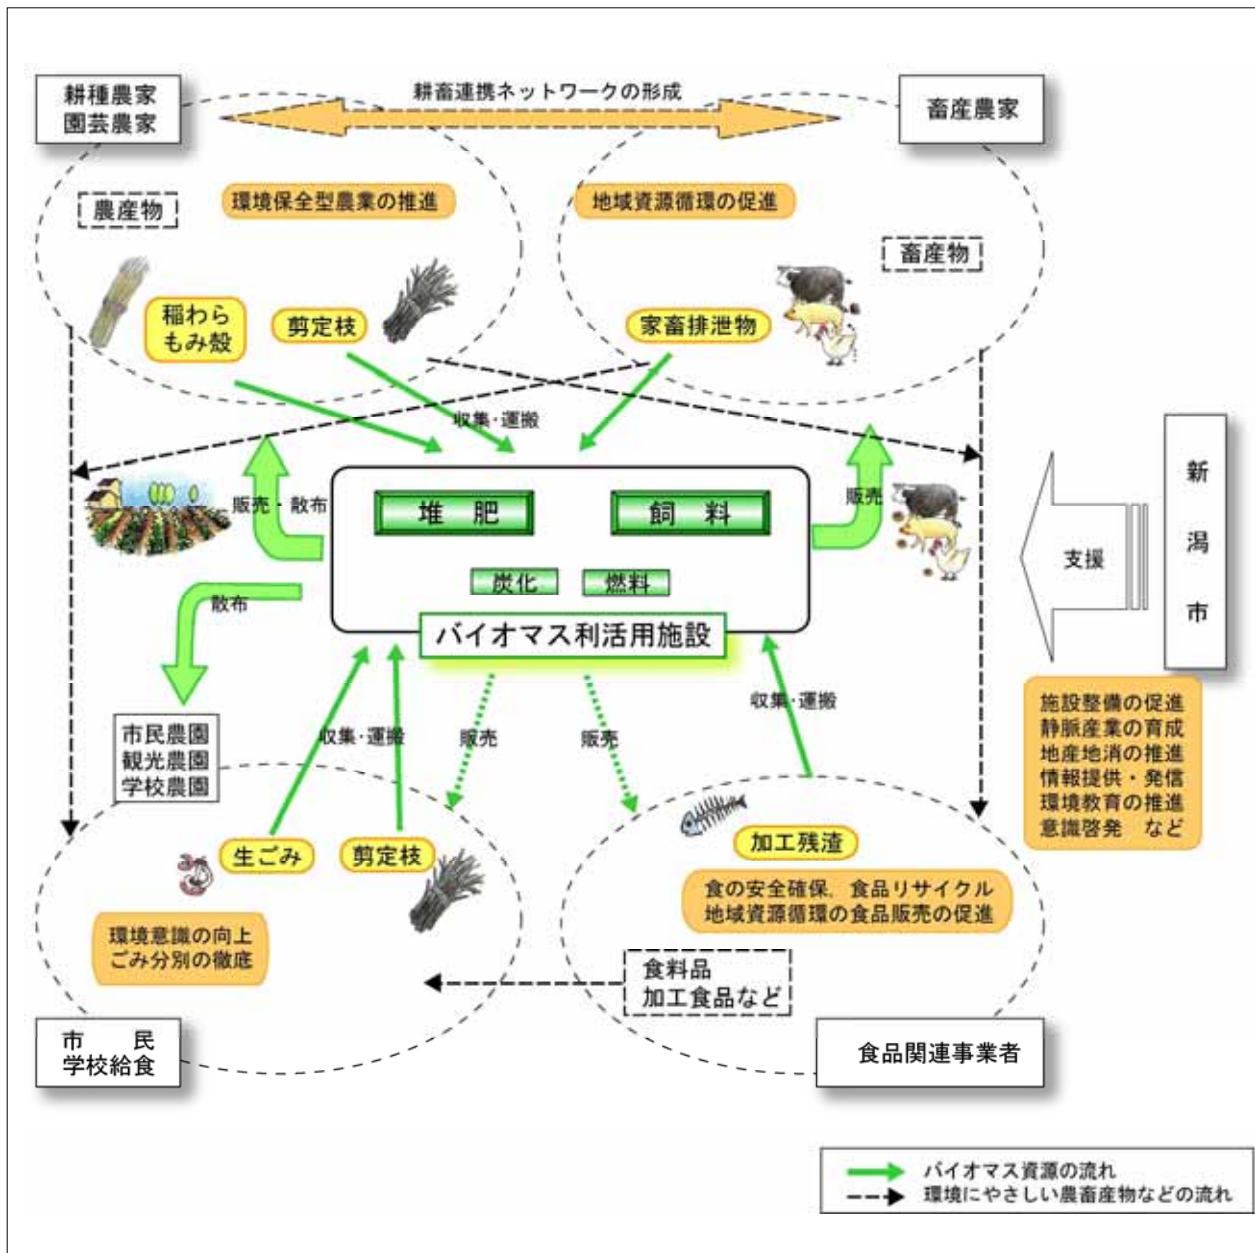 耕種農家
園芸農家
耕畜連携ネットワークの形成
畜産農家
農産物
環境保全型農業の推進
地域資源循環の促進
畜産物
稲わら
もみ殻
剪定枝
家畜排泄物
収集・運搬
販売・散布
堆肥
飼料
販売
炭化
燃料
バイオマス利活用施設
支援
新潟市
散布
市民農園
観光農園
学校農園
収集・運搬
販売
販売
収集・運搬
施設整備の促進
静脈産業の育成
地産地消の推進
情報提供・発信
環境教育の推進
意識啓発 など
生ごみ
剪定枝
加工残渣
食の安全確保,食品リサイクル
地域資源循環の食品販売の促進
環境意識の向上
ごみ分別の徹底
食料品
加工食品など
市民
学校給食
食品関連事業者
バイオマス資源の流れ
環境にやさしい農畜産物などの流れ